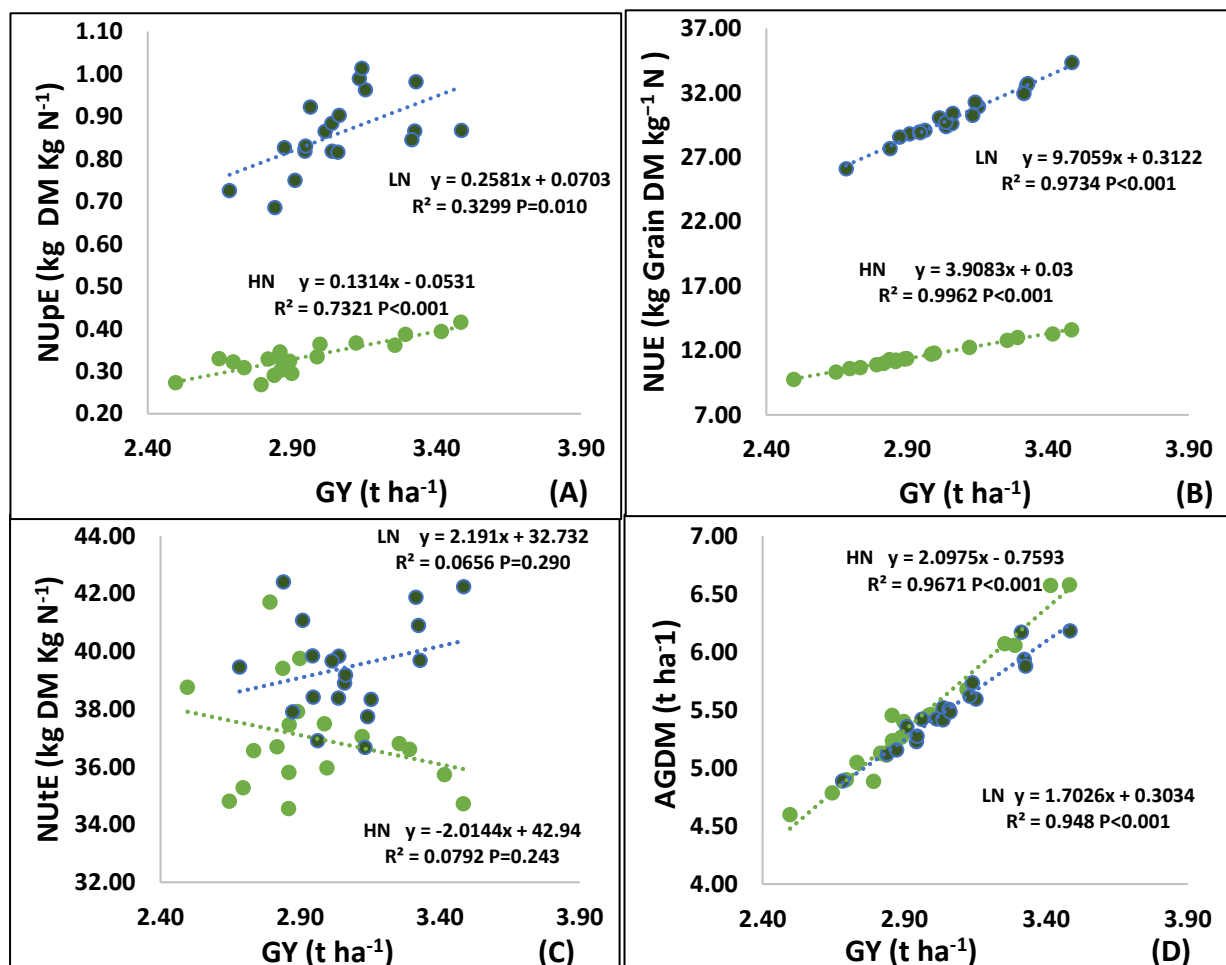 NUpE (kg DM Kg N⁻¹)
1.10
1.00
0.90
0.80
0.70
0.60
0.50
0.40
0.30
0.20
LN y = 0.2581x + 0.0703
R² = 0.3299 P=0.010
HN y = 0.1314x - 0.0531
R² = 0.7321 P<0.001
2.40 2.90 3.40 3.90
GY (t ha⁻¹) (A)
NUE (kg Grain DM kg⁻¹ N)
37.00
32.00
27.00
22.00
17.00
12.00
7.00
LN y = 9.7059x + 0.3122
R² = 0.9734 P<0.001
HN y = 3.9083x + 0.03
R² = 0.9962 P<0.001
2.40 2.90 3.40 3.90
GY (t ha⁻¹) (B)
NUtE (kg DM Kg N⁻¹)
44.00
42.00
40.00
38.00
36.00
34.00
32.00
LN y = 2.191x + 32.732
R² = 0.0656 P=0.290
HN y = -2.0144x + 42.94
R² = 0.0792 P=0.243
2.40 2.90 3.40 3.90
GY (t ha⁻¹) (C)
AGDM (t ha-1)
7.00
6.50
6.00
5.50
5.00
4.50
4.00
HN y = 2.0975x - 0.7593
R² = 0.9671 P<0.001
LN y = 1.7026x + 0.3034
R² = 0.948 P<0.001
2.40 2.90 3.40 3.90
GY (t ha⁻¹) (D)